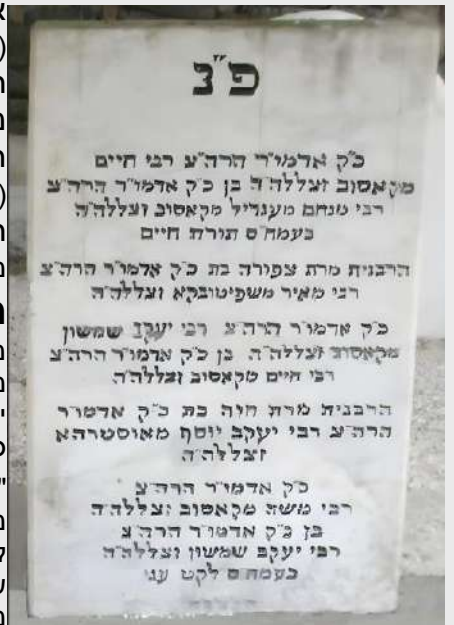 פ"נ
כ"ק אדמו"ר הרה"צ רבי חיים
מקאסוב זצללה"ה בן כ"ק אדמו"ר הרה"צ
רבי מנחם מענדיל מקאסוב זצללה"ה
בעמח"ס תורת חיים
הרבנית מרת צפורה בת כ"ק אדמו"ר הרה"צ
רבי מאיר משפיטובקא זצללה"ה
כ"ק אדמו"ר הרה"צ רבי יעקב שמשון
מקאסוב זצללה"ה בן כ"ק אדמו"ר הרה"צ
רבי חיים מקאסוב זצללה"ה
הרבנית מרת חיה בת כ"ק אדמו"ר
הרה"צ רבי יעקב יוסף מאוסטרהא
זצללה"ה
כ"ק אדמו"ר הרה"צ
רבי משה מקאסוב זצללה"ה
בן כ"ק אדמו"ר הרה"צ
רבי יעקב שמשון זצללה"ה
בעמח"ס לקט עני